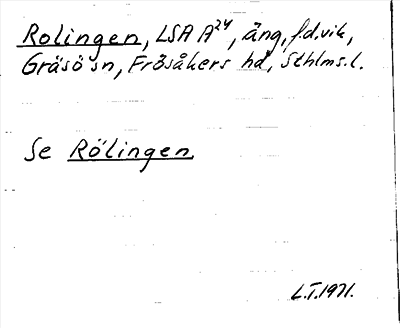 Rolingen, LSA A²⁴, äng, f.d. vik,
Gräsö sn, Frösåkers hd, Sthlms.l.
Se Rölingen.
L.T.1971.